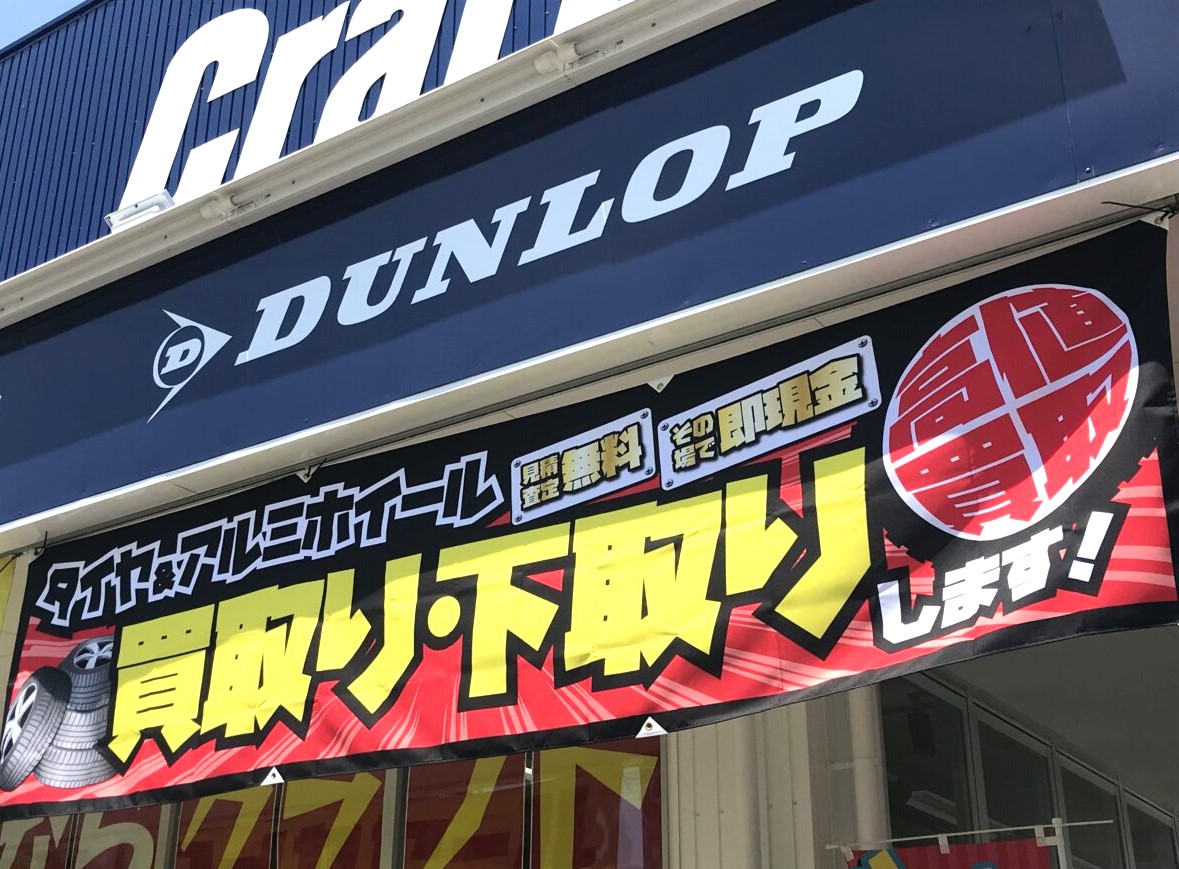 Cra
D DUNLOP
タイヤ&アルミホイール
見積査定無料
その場で即現金
高価買取
買取り・下取り
します!